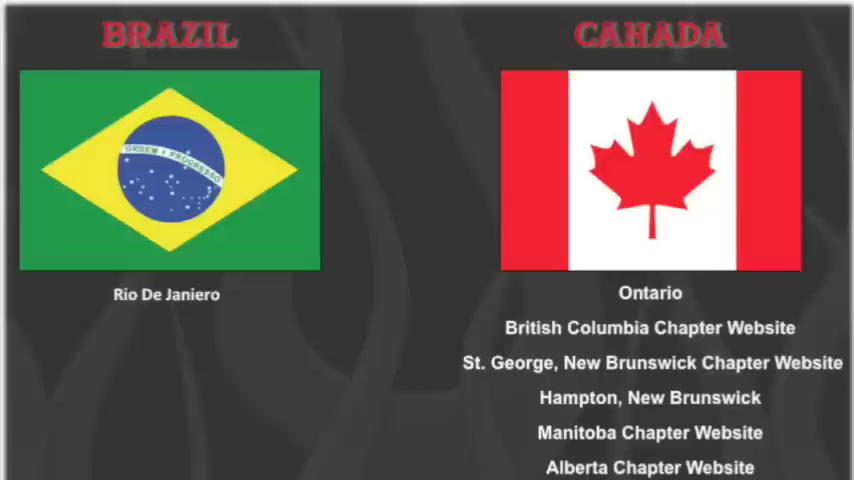 BRAZIL
CANADA
ORDEM E PROGRESSO
Rio De Janiero
Ontario
British Columbia Chapter Website
St. George, New Brunswick Chapter Website
Hampton, New Brunswick
Manitoba Chapter Website
Alberta Chapter Website